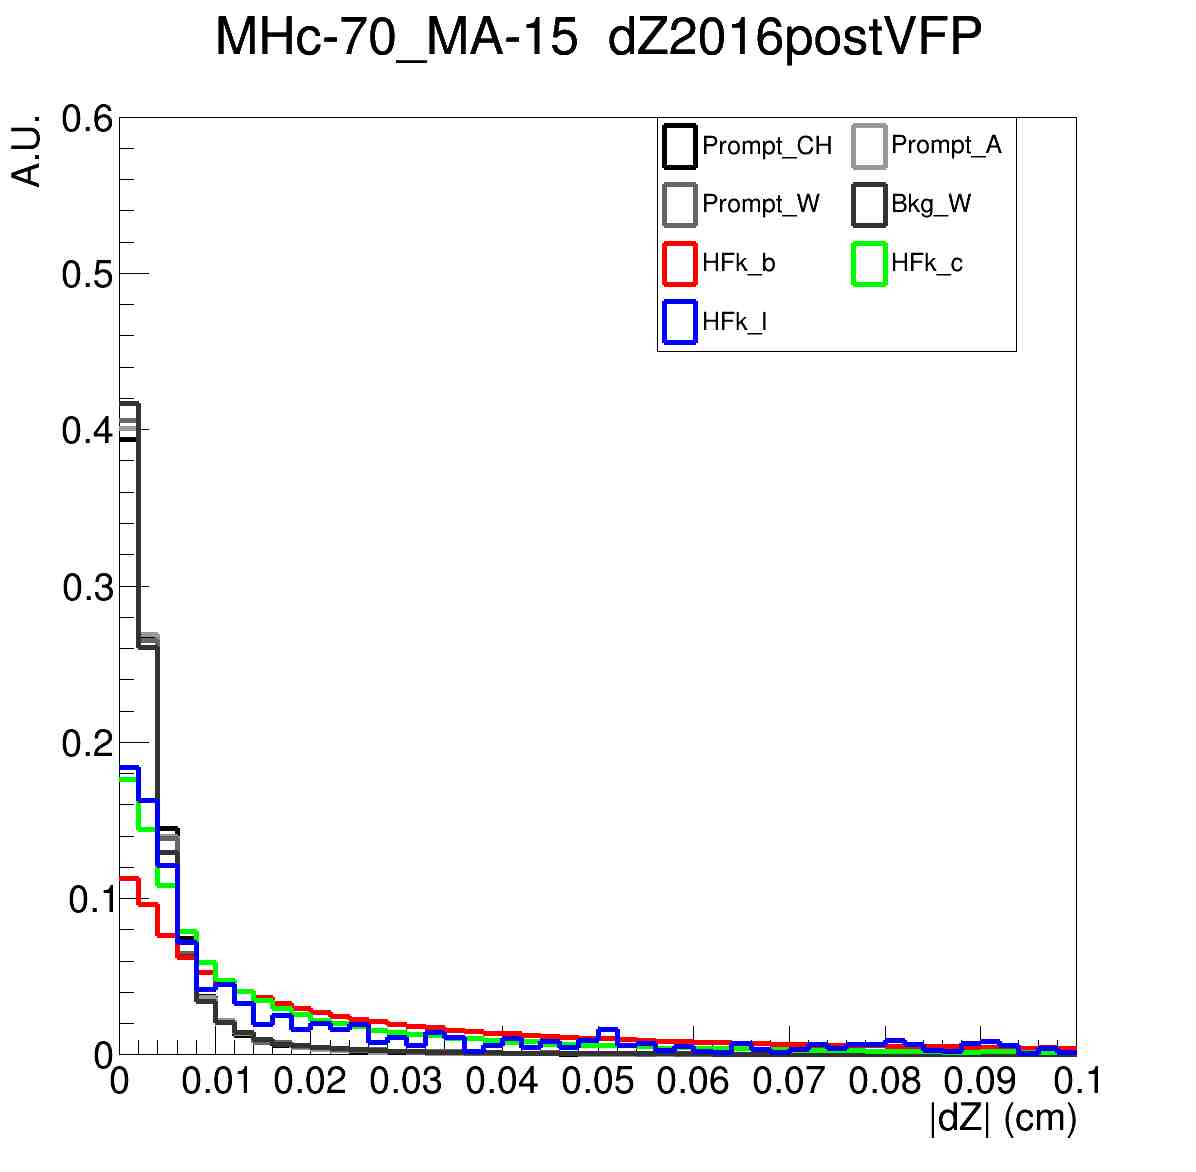 MHc-70_MA-15 dZ2016postVFP
A.U.
0.6
0.5
0.4
0.3
0.2
0.1
0
Prompt_CH Prompt_A
Prompt_W Bkg_W
HFk_b HFk_c
HFk_l
0 0.01 0.02 0.03 0.04 0.05 0.06 0.07 0.08 0.09 0.1
|dZ| (cm)